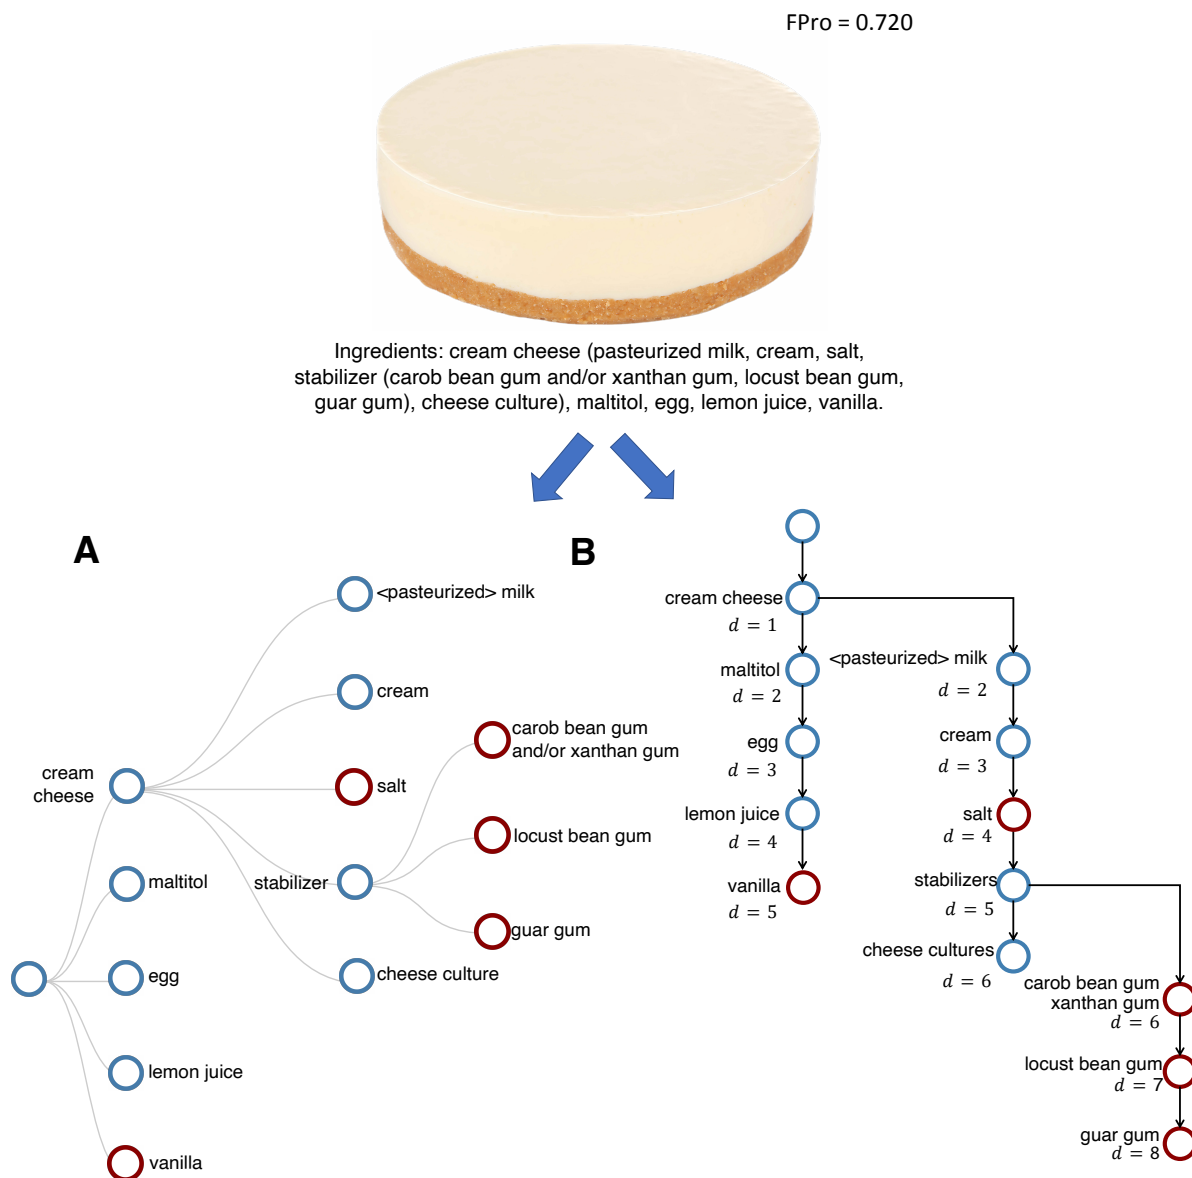 FPro = 0.720
Ingredients: cream cheese (pasteurized milk, cream, salt,
stabilizer (carob bean gum and/or xanthan gum, locust bean gum,
guar gum), cheese culture), maltitol, egg, lemon juice, vanilla.
A
<pasteurized> milk
cream
carob bean gum
and/or xanthan gum
cream
cheese
salt
locust bean gum
maltitol
stabilizer
guar gum
egg
cheese culture
lemon juice
vanilla
B
cream cheese
d = 1
maltitol
d = 2
egg
d = 3
lemon juice
d = 4
vanilla
d = 5
<pasteurized> milk
d = 2
cream
d = 3
salt
d = 4
stabilizers
d = 5
cheese cultures
d = 6
carob bean gum
xanthan gum
d = 6
locust bean gum
d = 7
guar gum
d = 8